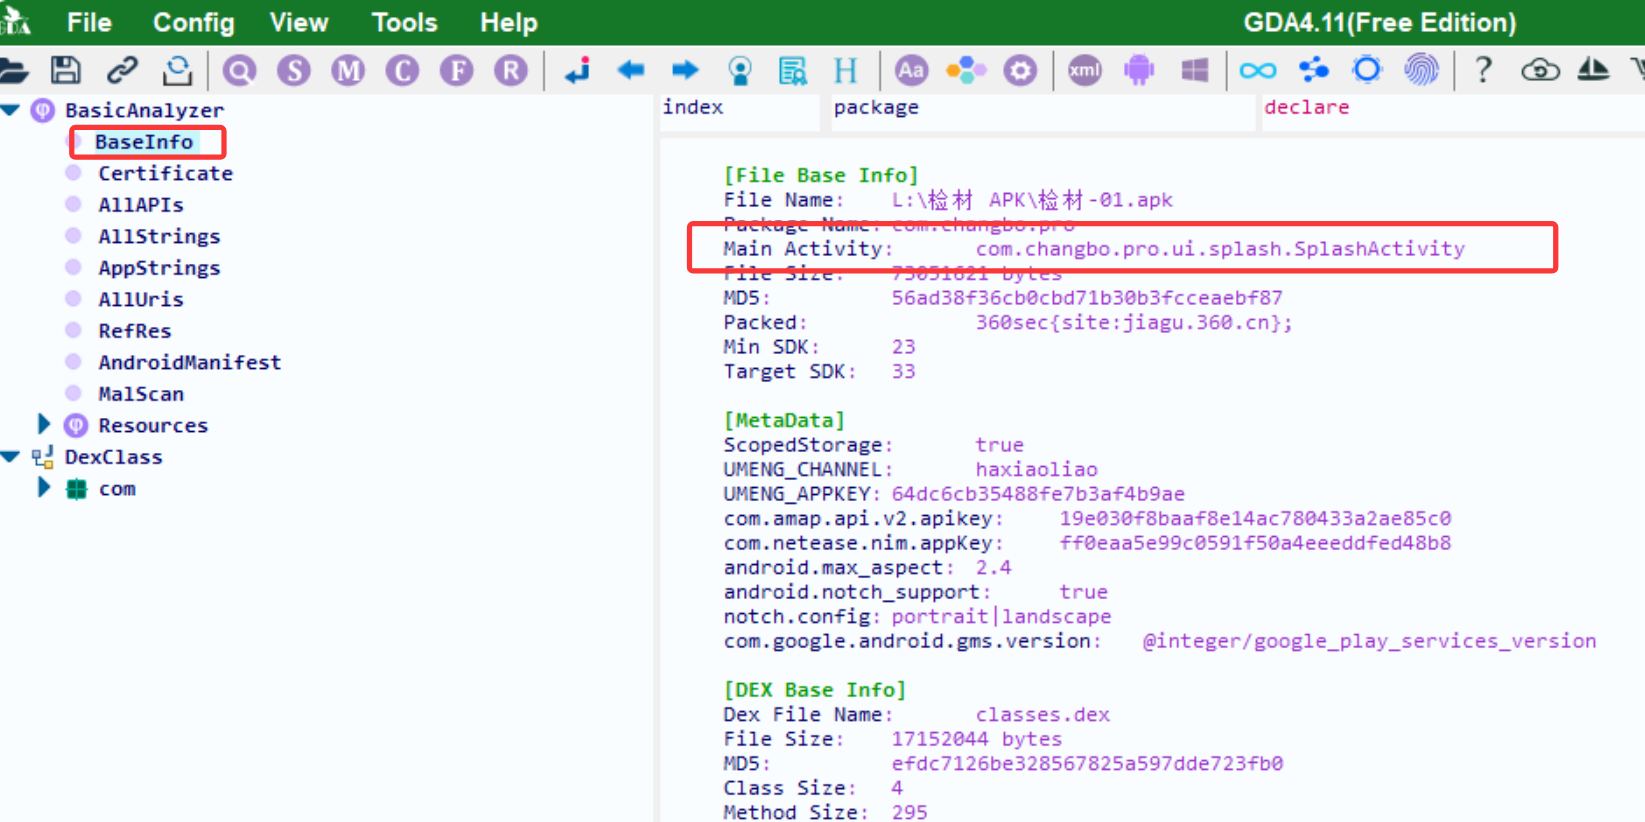 GDA File Config View Tools Help GDA4.11(Free Edition)
Q S M C F R H Aa xml ?
BasicAnalyzer
BaseInfo
Certificate
AllAPIs
AllStrings
AppStrings
AllUris
RefRes
AndroidManifest
MalScan
Resources
DexClass
com
index package declare
[File Base Info]
File Name: L:\检材 APK\检材-01.apk
Package Name: com.changbo.pro
Main Activity: com.changbo.pro.ui.splash.SplashActivity
File Size: 73051621 bytes
MD5: 56ad38f36cb0cbd71b30b3fcceaebf87
Packed: 360sec{site:jiagu.360.cn};
Min SDK: 23
Target SDK: 33
[MetaData]
ScopedStorage: true
UMENG_CHANNEL: haxiaoliao
UMENG_APPKEY: 64dc6cb35488fe7b3af4b9ae
com.amap.api.v2.apikey: 19e030f8baaf8e14ac780433a2ae85c0
com.netease.nim.appKey: ff0eaa5e99c0591f50a4eeeddfed48b8
android.max_aspect: 2.4
android.notch_support: true
notch.config: portrait|landscape
com.google.android.gms.version: @integer/google_play_services_version
[DEX Base Info]
Dex File Name: classes.dex
File Size: 17152044 bytes
MD5: efdc7126be328567825a597dde723fb0
Class Size: 4
Method Size: 295